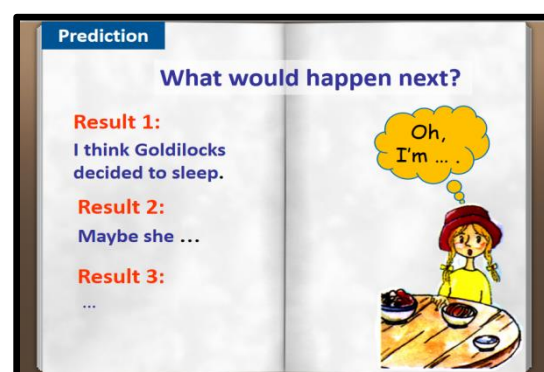 Prediction
What would happen next?
Result 1:
I think Goldilocks
decided to sleep.
Result 2:
Maybe she ...
Result 3:
...
Oh,
I'm ... .